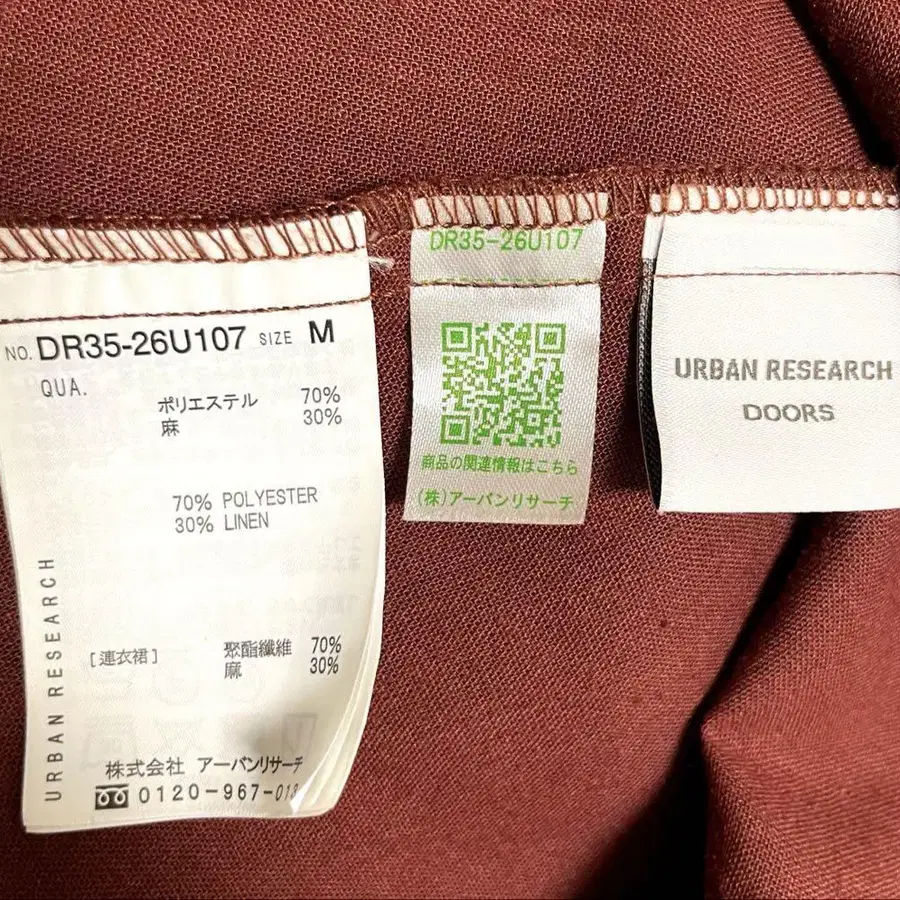 NO. DR35-26U107 SIZE M
QUA.
ポリエステル 70%
麻 30%
70% POLYESTER
30% LINEN
[連衣裙] 聚酯纖維 70%
麻 30%
URBAN RESEARCH
株式会社 アーバンリサーチ
0120-967-018
DR35-26U107
商品の関連情報はこちら
(株)アーバンリサーチ
URBAN RESEARCH
DOORS